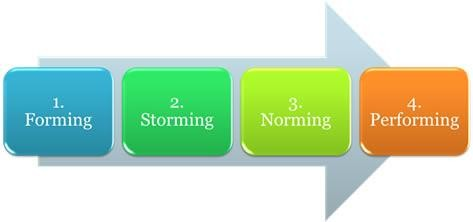 1.
Forming
2.
Storming
3.
Norming
4.
Performing